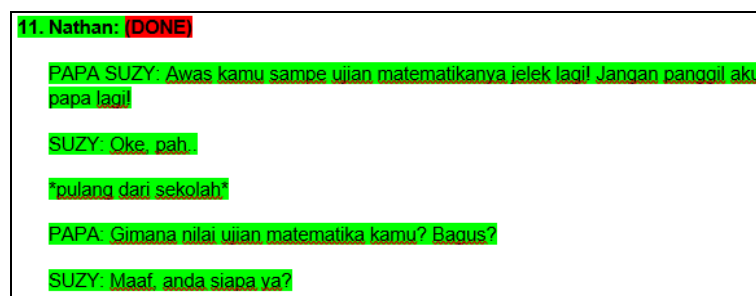 11. Nathan: (DONE)
PAPA SUZY: Awas kamu sampe ujian matematikanya jelek lagi! Jangan panggil aku
papa lagi!
SUZY: Oke, pah..
*pulang dari sekolah*
PAPA: Gimana nilai ujian matematika kamu? Bagus?
SUZY: Maaf, anda siapa ya?